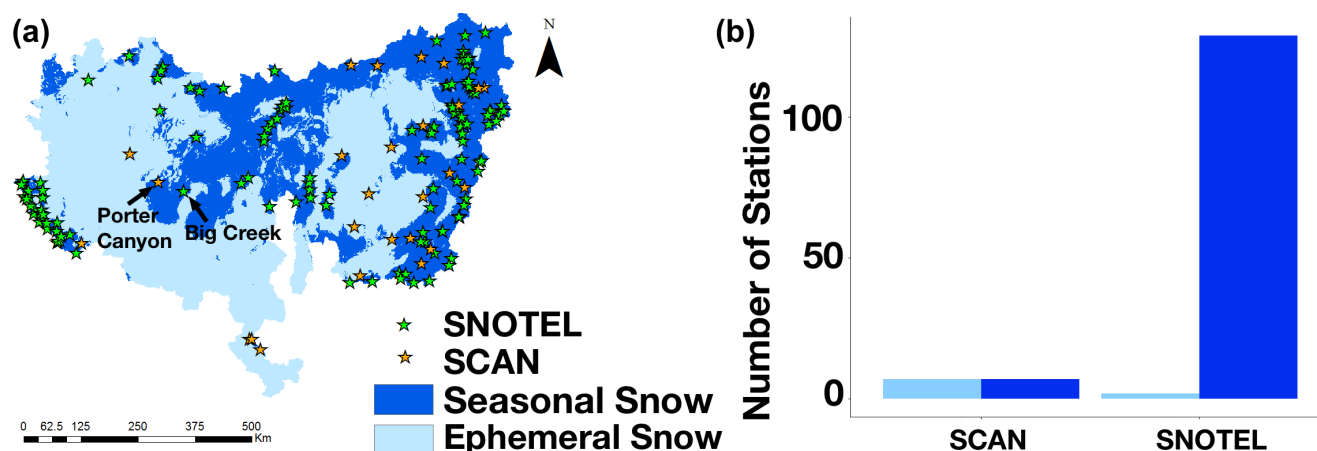 (a)
N
Porter
Canyon
Big Creek
SNOTEL
SCAN
Seasonal Snow
Ephemeral Snow
0 62.5 125 250 375 500
Km
(b)
Number of Stations
100
50
0
SCAN SNOTEL